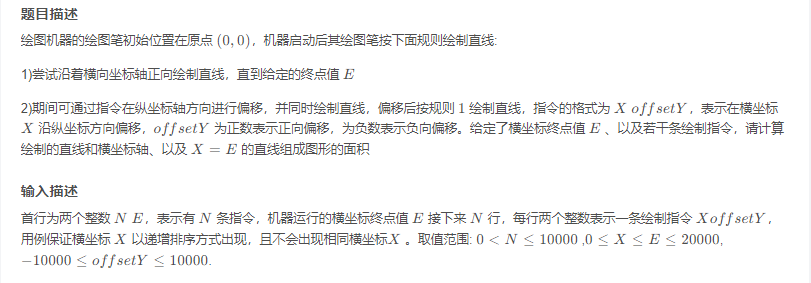 题目描述
绘图机器的绘图笔初始位置在原点 (0, 0)，机器启动后其绘图笔按下面规则绘制直线:
1)尝试沿着横向坐标轴正向绘制直线，直到给定的终点值 E
2)期间可通过指令在纵坐标轴方向进行偏移，并同时绘制直线，偏移后按规则 1 绘制直线，指令的格式为 X offsetY，表示在横坐标
X 沿纵坐标方向偏移，offsetY 为正数表示正向偏移，为负数表示负向偏移。给定了横坐标终点值 E 、以及若干条绘制指令，请计算
绘制的直线和横坐标轴、以及 X = E 的直线组成图形的面积
输入描述
首行为两个整数 N E，表示有 N 条指令，机器运行的横坐标终点值 E 接下来 N 行，每行两个整数表示一条绘制指令 XoffsetY，
用例保证横坐标 X 以递增排序方式出现，且不会出现相同横坐标X 。取值范围: 0 < N ≤ 10000 ,0 ≤ X ≤ E ≤ 20000,
−10000 ≤ offsetY ≤ 10000.